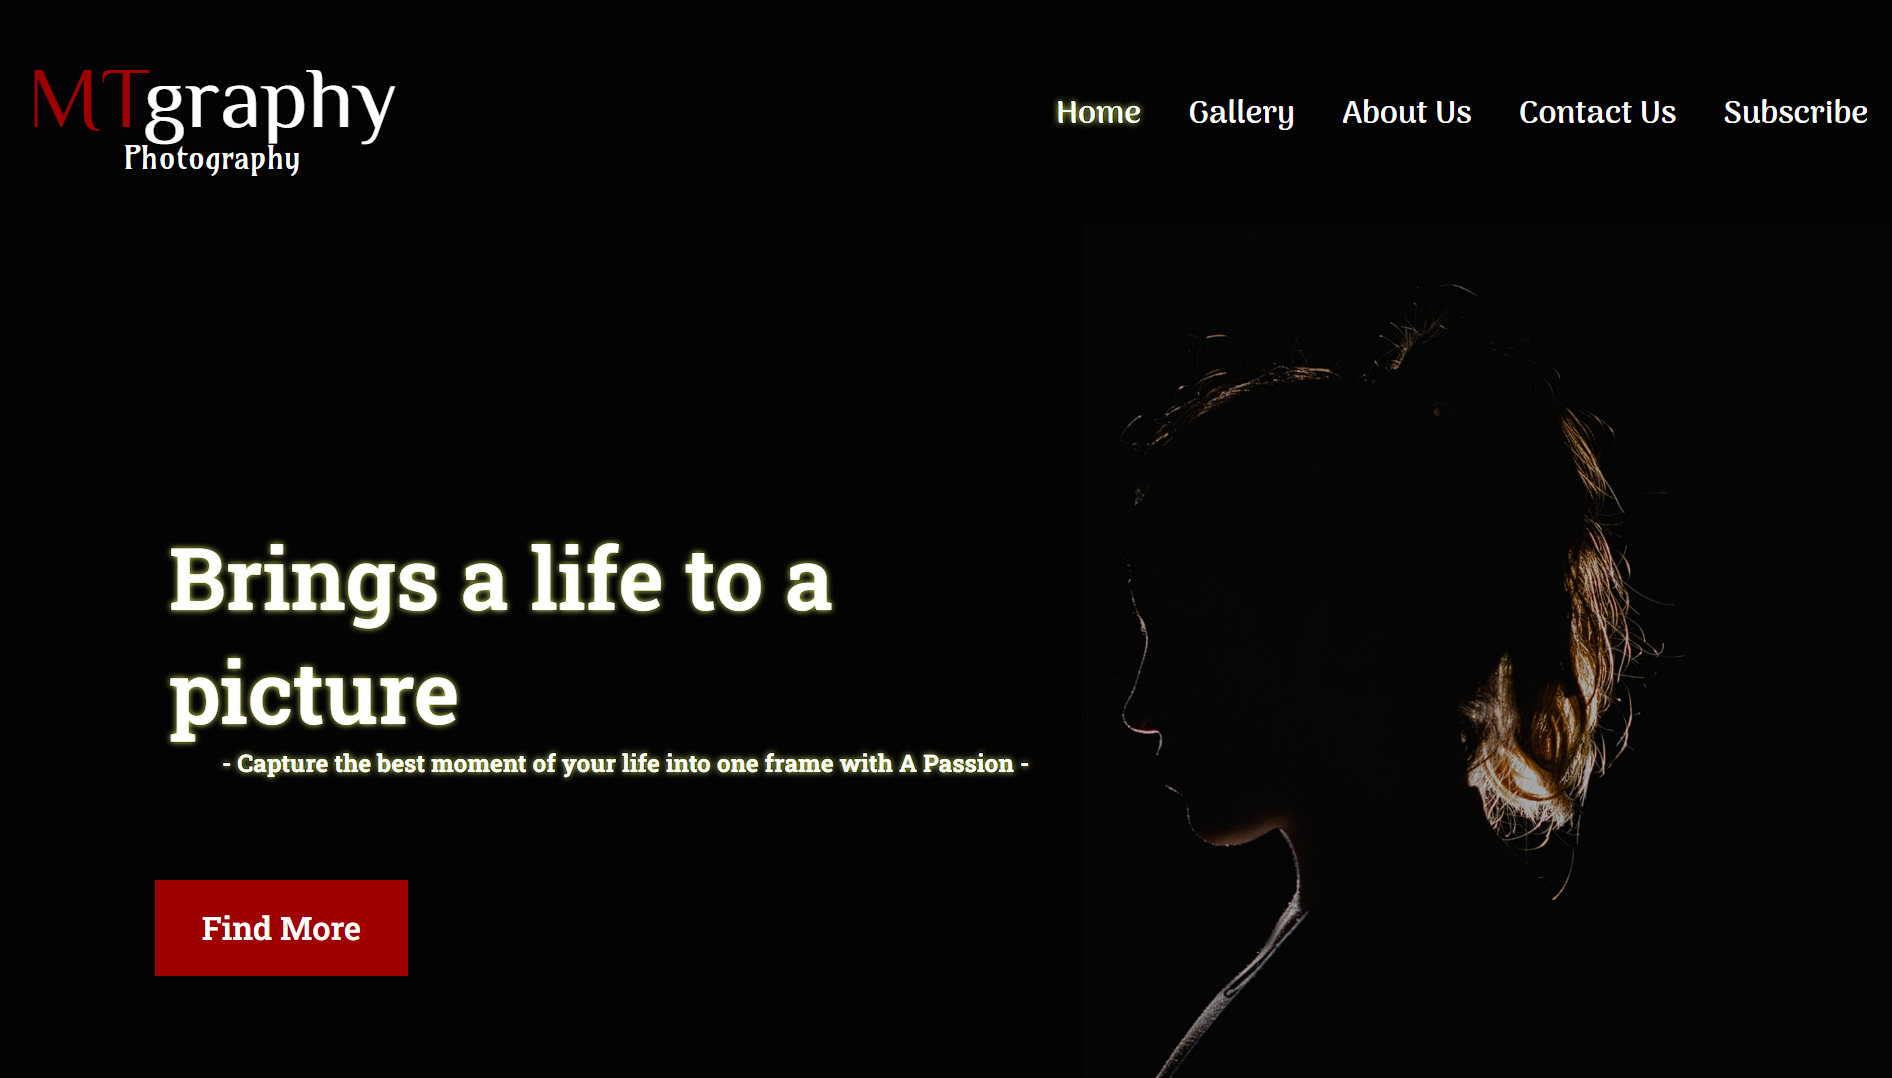 MTgraphy
Photography
Home Gallery About Us Contact Us Subscribe
Brings a life to a
picture
- Capture the best moment of your life into one frame with A Passion -
Find More